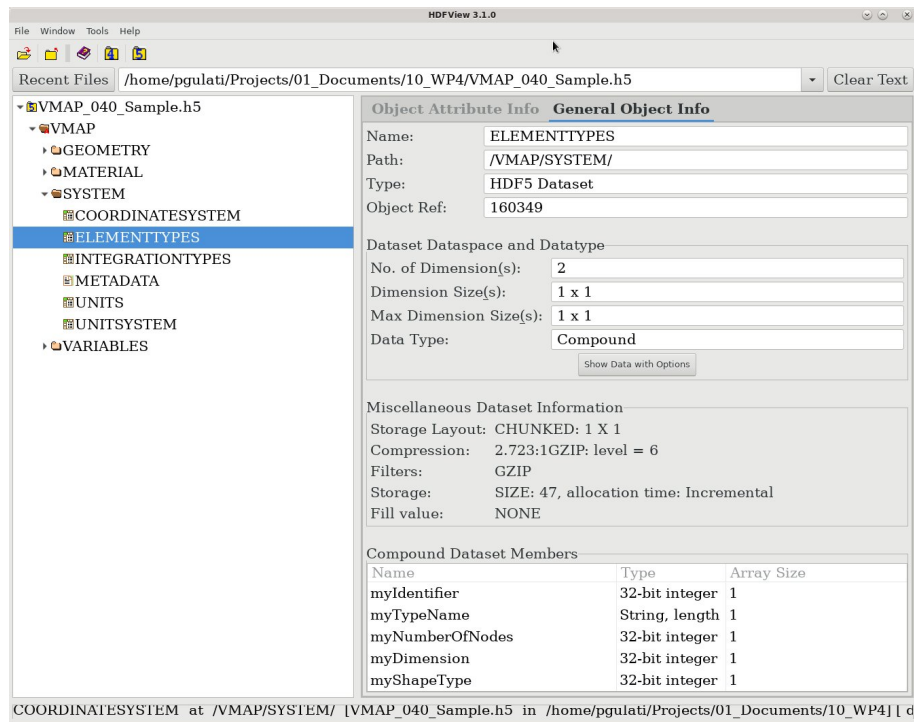 HDFView 3.1.0
File Window Tools Help
Recent Files /home/pgulati/Projects/01_Documents/10_WP4/VMAP_040_Sample.h5 Clear Text
VMAP_040_Sample.h5
VMAP
GEOMETRY
MATERIAL
SYSTEM
COORDINATESYSTEM
ELEMENTTYPES
INTEGRATIONTYPES
METADATA
UNITS
UNITSYSTEM
VARIABLES
Object Attribute Info General Object Info
Name: ELEMENTTYPES
Path: /VMAP/SYSTEM/
Type: HDF5 Dataset
Object Ref: 160349
Dataset Dataspace and Datatype
No. of Dimension(s): 2
Dimension Size(s): 1 x 1
Max Dimension Size(s): 1 x 1
Data Type: Compound
Show Data with Options
Miscellaneous Dataset Information
Storage Layout: CHUNKED: 1 X 1
Compression: 2.723:1GZIP: level = 6
Filters: GZIP
Storage: SIZE: 47, allocation time: Incremental
Fill value: NONE
Compound Dataset Members
Name Type Array Size
myIdentifier 32-bit integer 1
myTypeName String, length 1
myNumberOfNodes 32-bit integer 1
myDimension 32-bit integer 1
myShapeType 32-bit integer 1
COORDINATESYSTEM at /VMAP/SYSTEM/ [VMAP_040_Sample.h5 in /home/pgulati/Projects/01_Documents/10_WP4] [ d